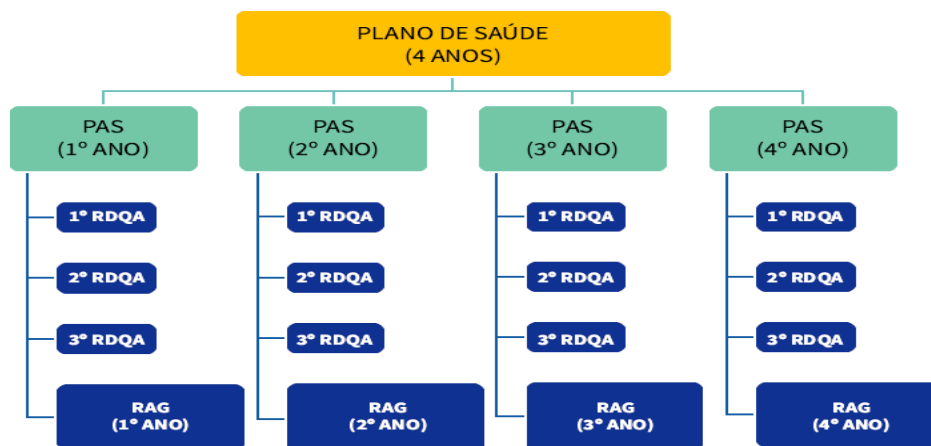 PLANO DE SAÚDE
(4 ANOS)
PAS
(1º ANO)
PAS
(2º ANO)
PAS
(3º ANO)
PAS
(4º ANO)
1º RDQA
1º RDQA
1º RDQA
1º RDQA
2º RDQA
2º RDQA
2º RDQA
2º RDQA
3º RDQA
3º RDQA
3º RDQA
3º RDQA
RAG
(1º ANO)
RAG
(2º ANO)
RAG
(3º ANO)
RAG
(4º ANO)